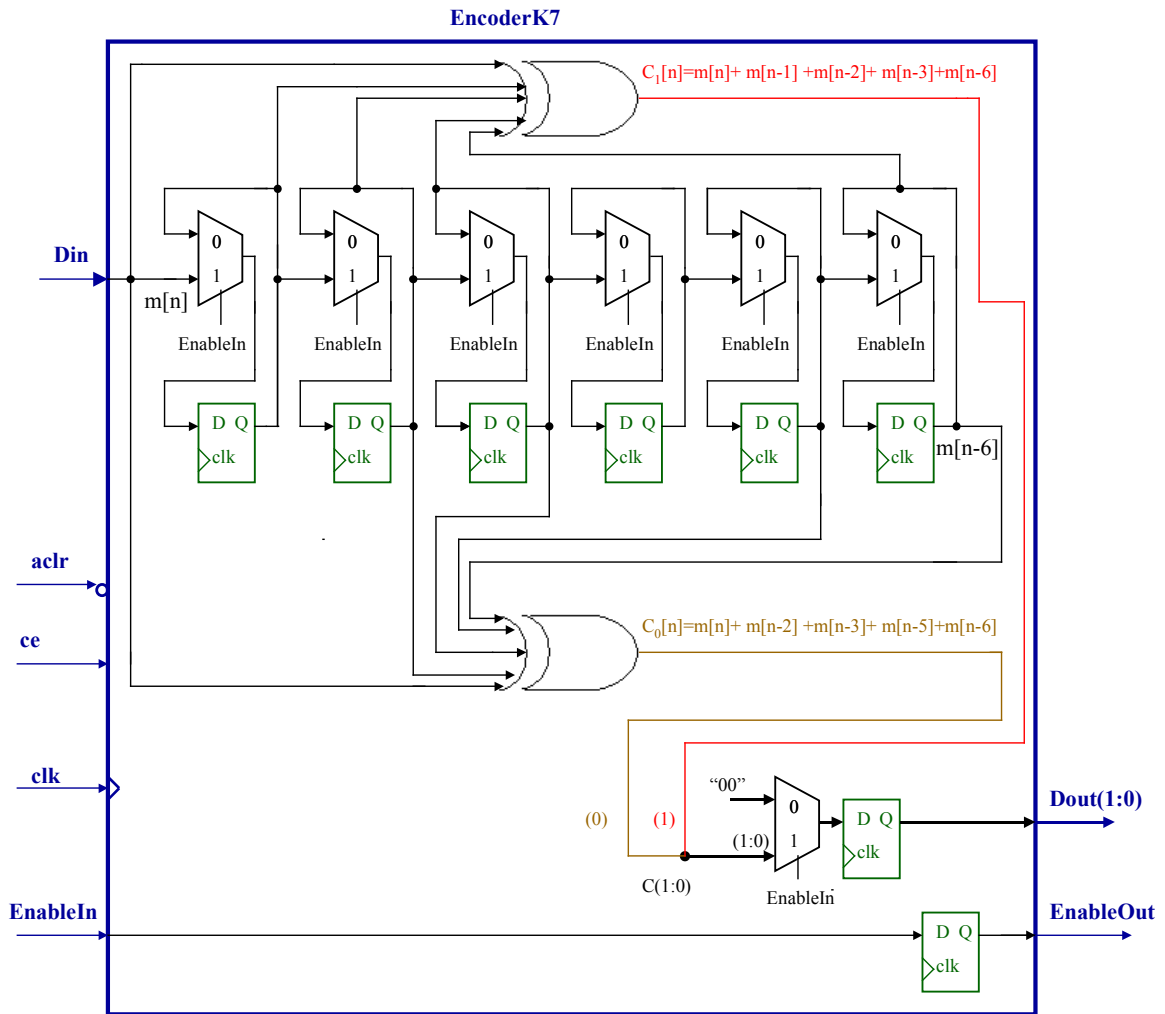 EncoderK7
C₁[n]=m[n]+ m[n-1] +m[n-2]+ m[n-3]+m[n-6]
0 0 0 0 0 0
Din
1 1 1 1 1 1
m[n]
EnableIn EnableIn EnableIn EnableIn EnableIn EnableIn
D Q D Q D Q D Q D Q D Q
m[n-6]
clk clk clk clk clk clk
aclr
ce
C₀[n]=m[n]+ m[n-2] +m[n-3]+ m[n-5]+m[n-6]
clk
“00”
0
Dout(1:0)
(0) (1)
D Q
(1:0)
1
clk
C(1:0)
EnableIn
EnableIn
EnableOut
D Q
clk